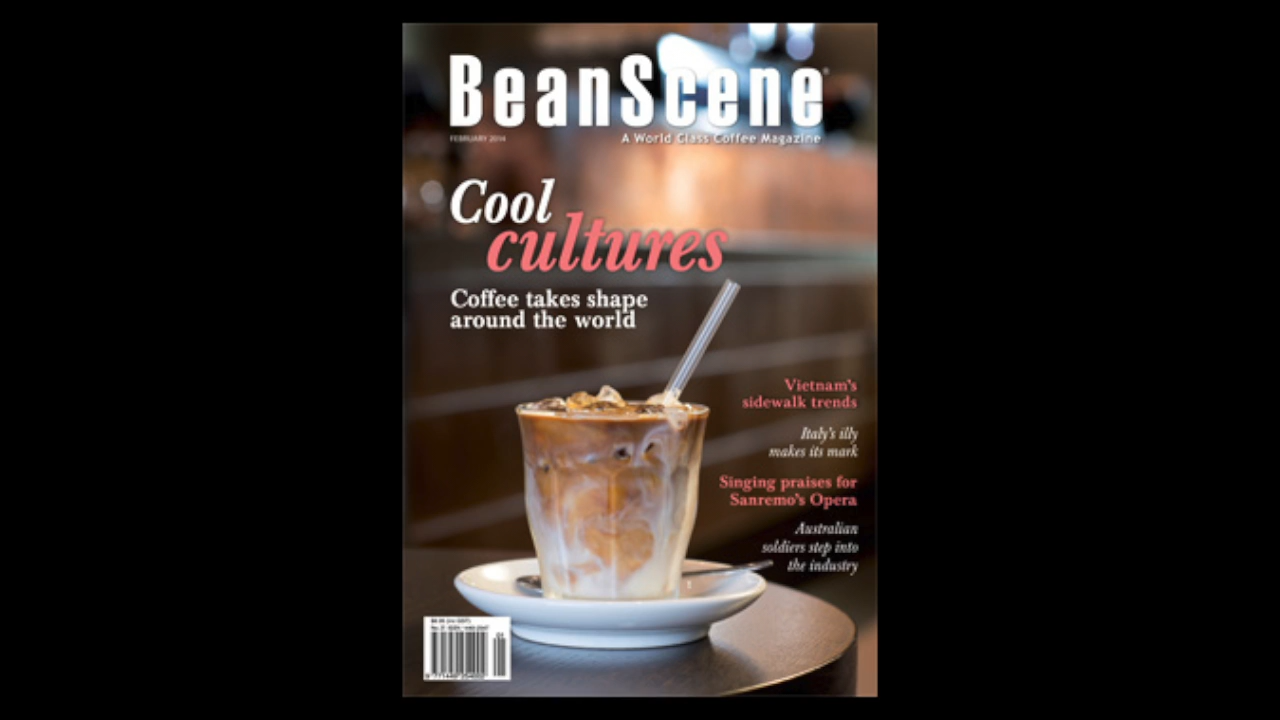 BeanScene
FEBRUARY 2014
A World Class Coffee Magazine
Cool
cultures
Coffee takes shape
around the world
Vietnam's
sidewalk trends
Italy's illy
makes its mark
Singing praises for
Sanremo's Opera
Australian
soldiers step into
the industry